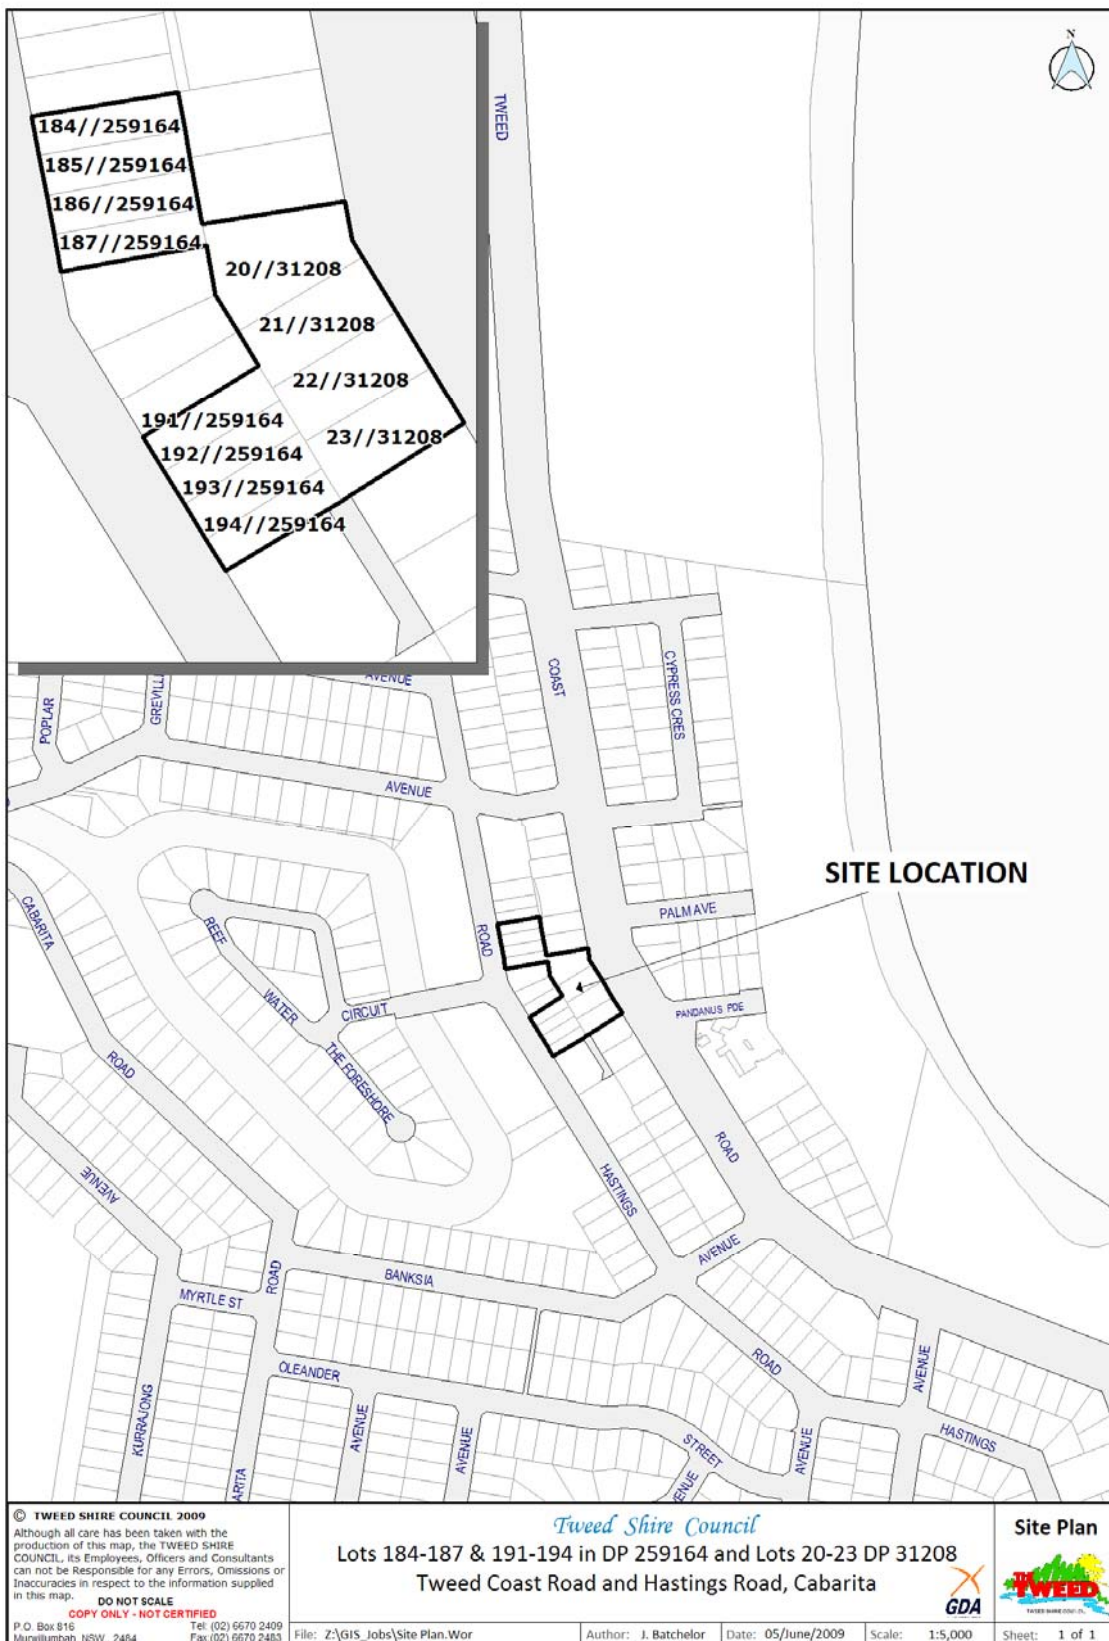 N
184//259164
185//259164
186//259164
187//259164
20//31208
21//31208
22//31208
23//31208
191//259164
192//259164
193//259164
194//259164
TWEED
COAST
CYPRESS CRES
AVENUE
POPLAR
AVENUE
SITE LOCATION
PALM AVE
CABARITA
REEF
ROAD
WATER
CIRCUIT
PANDANUS PDE
THE FORESHORE
ROAD
ROAD
AVENUE
HASTINGS
AVENUE
ROAD
BANKSIA
MYRTLE ST
OLEANDER
ROAD
AVENUE
KURRAJONG
AVENUE
AVENUE
STREET
AVENUE
HASTINGS
© TWEED SHIRE COUNCIL 2009
Although all care has been taken with the
production of this map, the TWEED SHIRE
COUNCIL, its Employees, Officers and Consultants
can not be Responsible for any Errors, Omissions or
Inaccuracies in respect to the information supplied
in this map.
DO NOT SCALE
COPY ONLY - NOT CERTIFIED
P.O. Box 816 Tel: (02) 6670 2409
Murwillumbah NSW 2484 Fax (02) 6670 2483
Tweed Shire Council
Lots 184-187 & 191-194 in DP 259164 and Lots 20-23 DP 31208
Tweed Coast Road and Hastings Road, Cabarita
GDA
Site Plan
THE TWEED
TWEED SHIRE COUNCIL
File: Z:\GIS_Jobs\Site Plan.Wor
Author: J. Batchelor
Date: 05/June/2009
Scale: 1:5,000
Sheet: 1 of 1